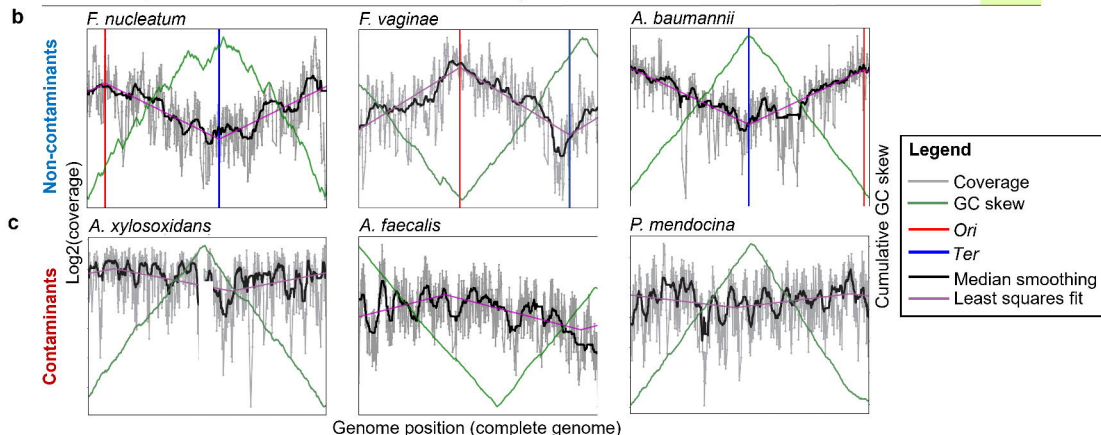 b
F. nucleatum
F. vaginae
A. baumannii
Non-contaminants
Log2(coverage)
Cumulative GC skew
Legend
Coverage
GC skew
Ori
Ter
Median smoothing
Least squares fit
c
A. xylosoxidans
A. faecalis
P. mendocina
Contaminants
Genome position (complete genome)